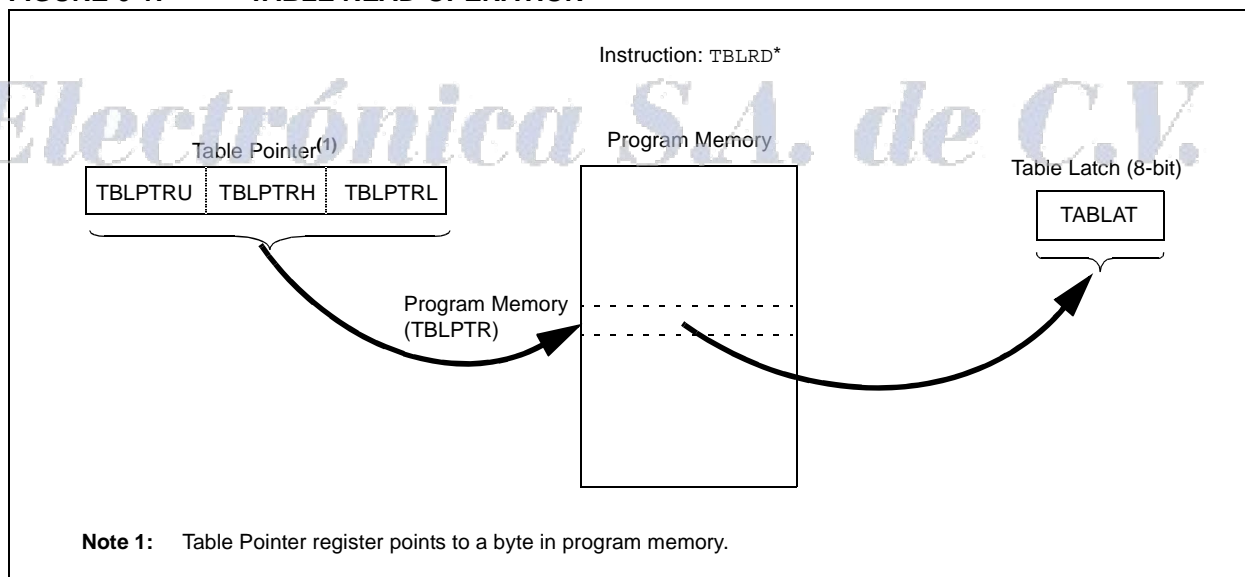 Instruction: TBLRD*
Electrónica S.A. de C.V.
Table Pointer(1)
Program Memory
Table Latch (8-bit)
TBLPTRU TBLPTRH TBLPTRL
TABLAT
Program Memory
(TBLPTR)
Note 1: Table Pointer register points to a byte in program memory.